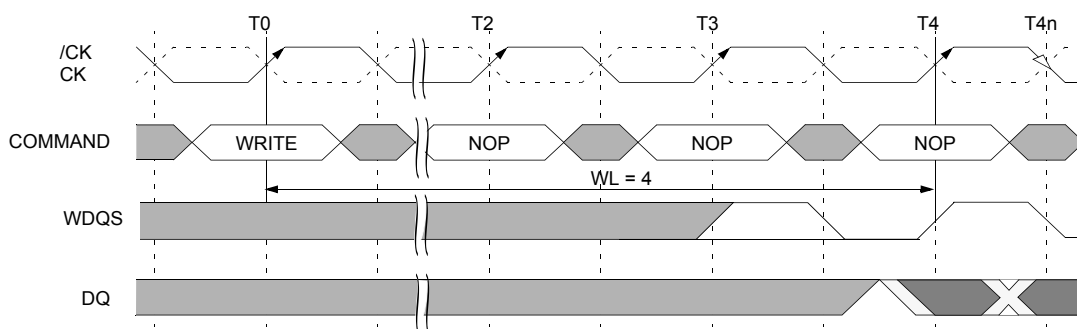 T0 T2 T3 T4 T4n
/CK
CK
COMMAND WRITE NOP NOP NOP
WL = 4
WDQS
DQ